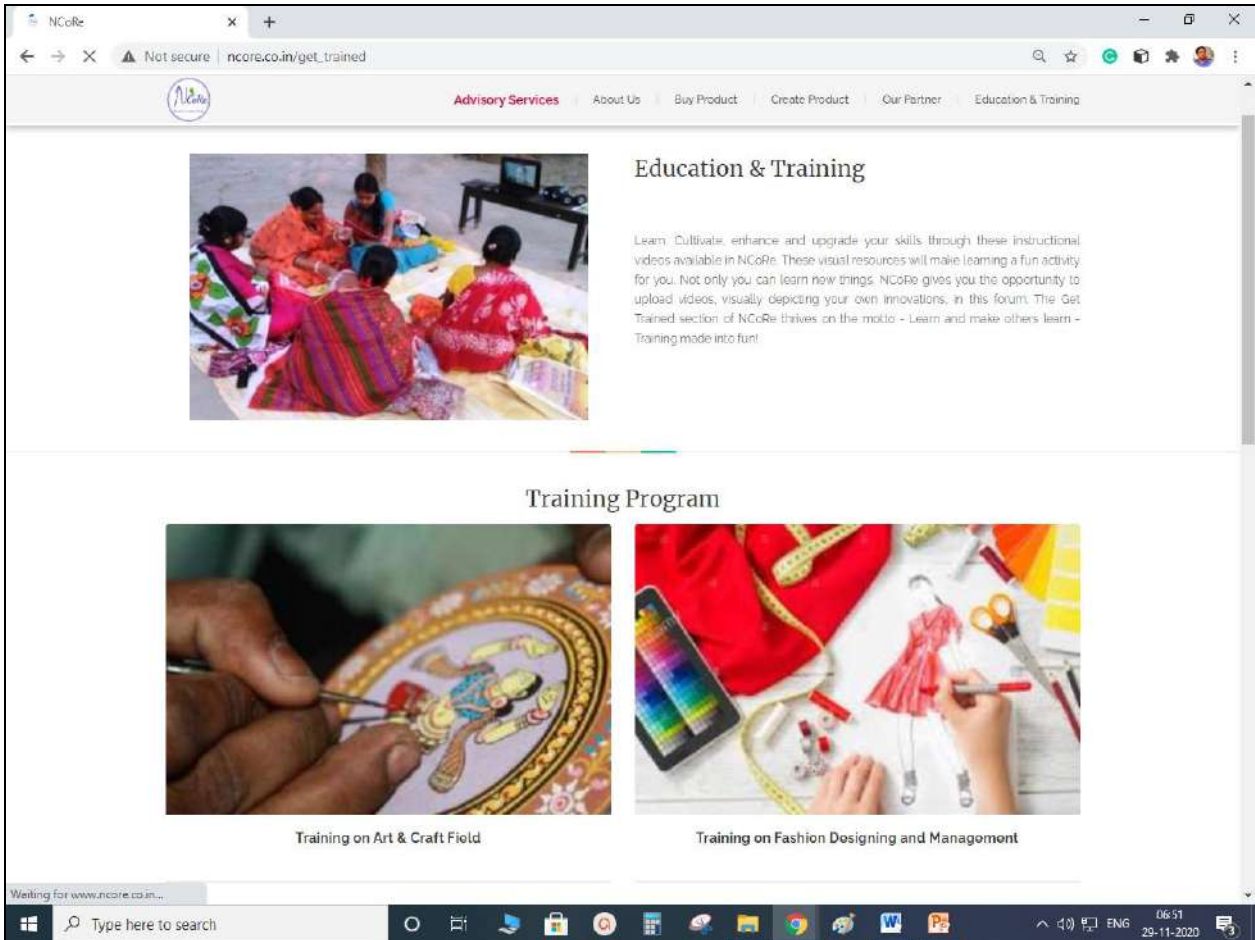 NCoRe
Not secure | ncore.co.in/get_trained
NCoRe
Advisory Services
About Us
Buy Product
Create Product
Our Partner
Education & Training
Education & Training
Learn, Cultivate, enhance and upgrade your skills through these instructional
videos available in NCoRe. These visual resources will make learning a fun activity
for you. Not only you can learn new things, NCoRe gives you the opportunity to
upload videos, visually depicting your own innovations, in this forum. The Get
Trained section of NCoRe thrives on the motto - Learn and make others learn -
Training made into fun!
Training Program
Training on Art & Craft Field
Training on Fashion Designing and Management
Waiting for www.ncore.co.in...
Type here to search
ENG
06:51
29-11-2020